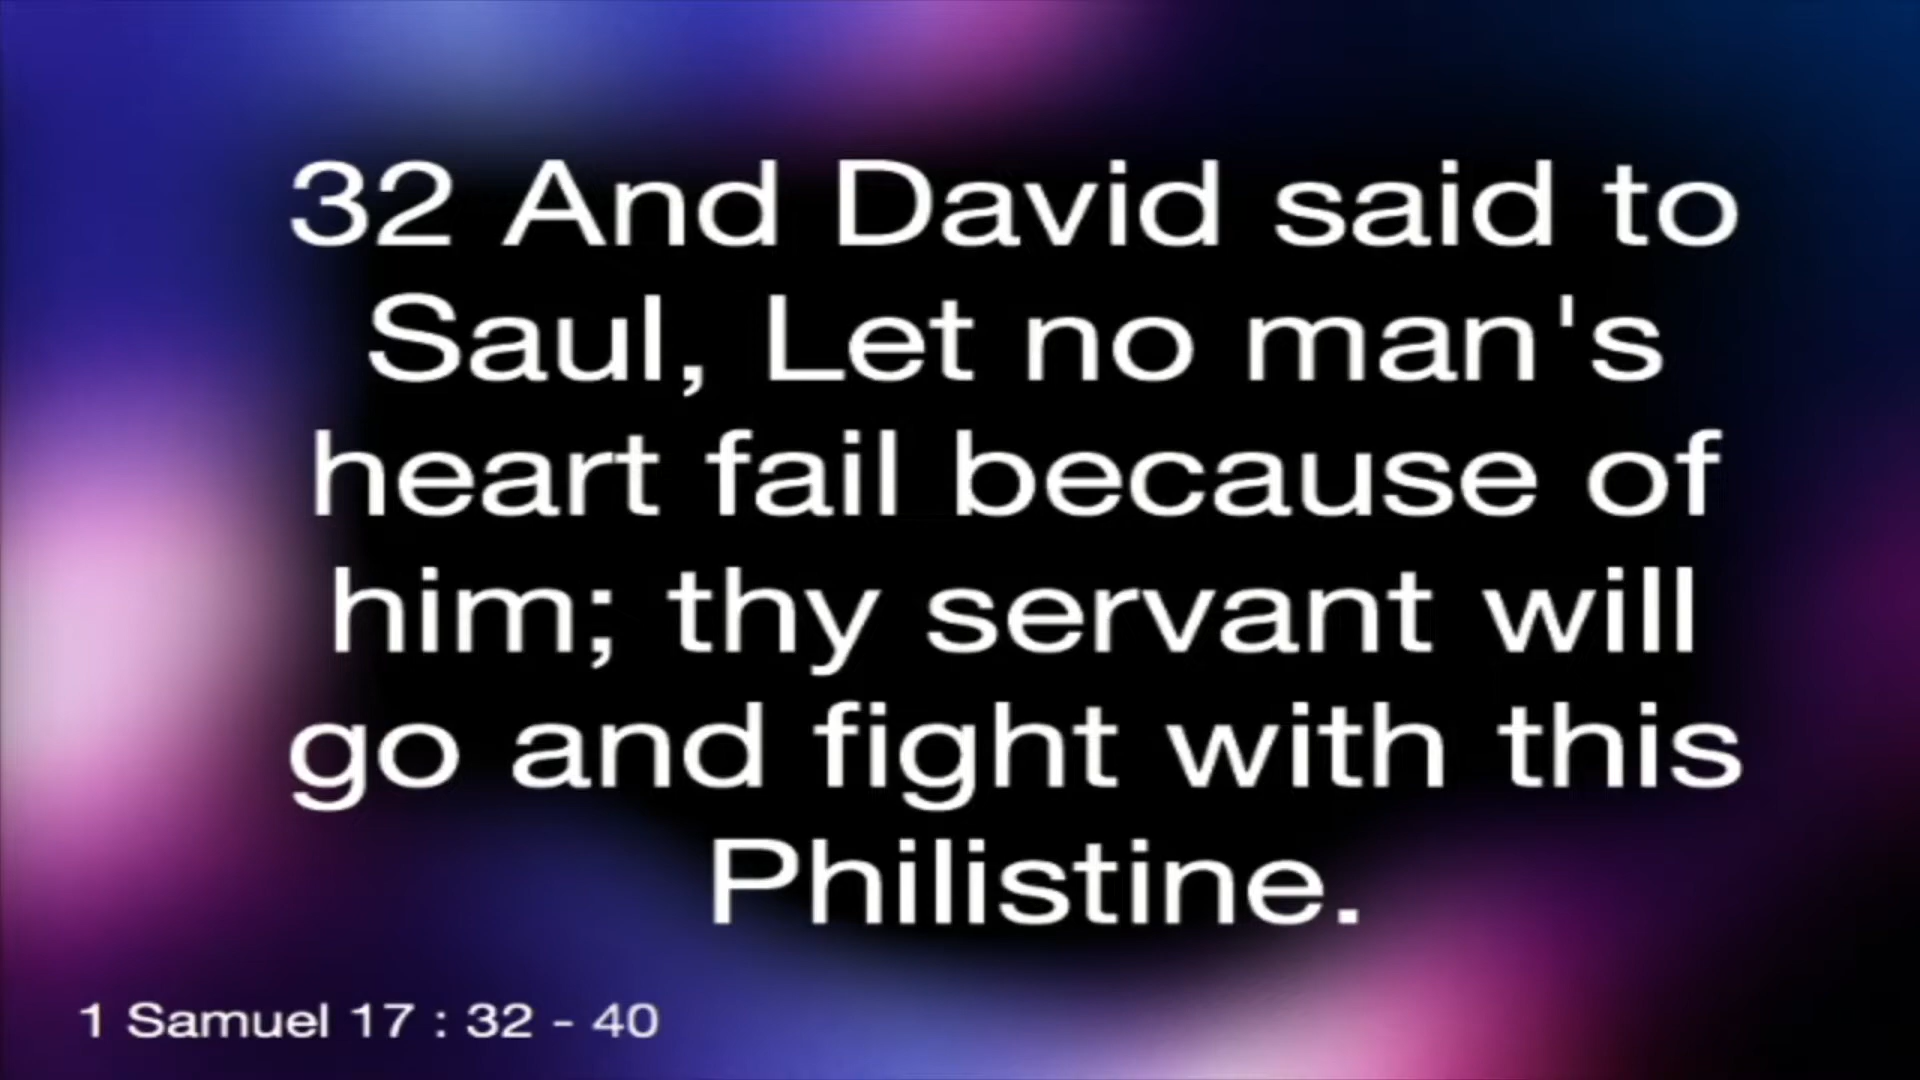 32 And David said to
Saul, Let no man's
heart fail because of
him; thy servant will
go and fight with this
Philistine.
1 Samuel 17 : 32 - 40